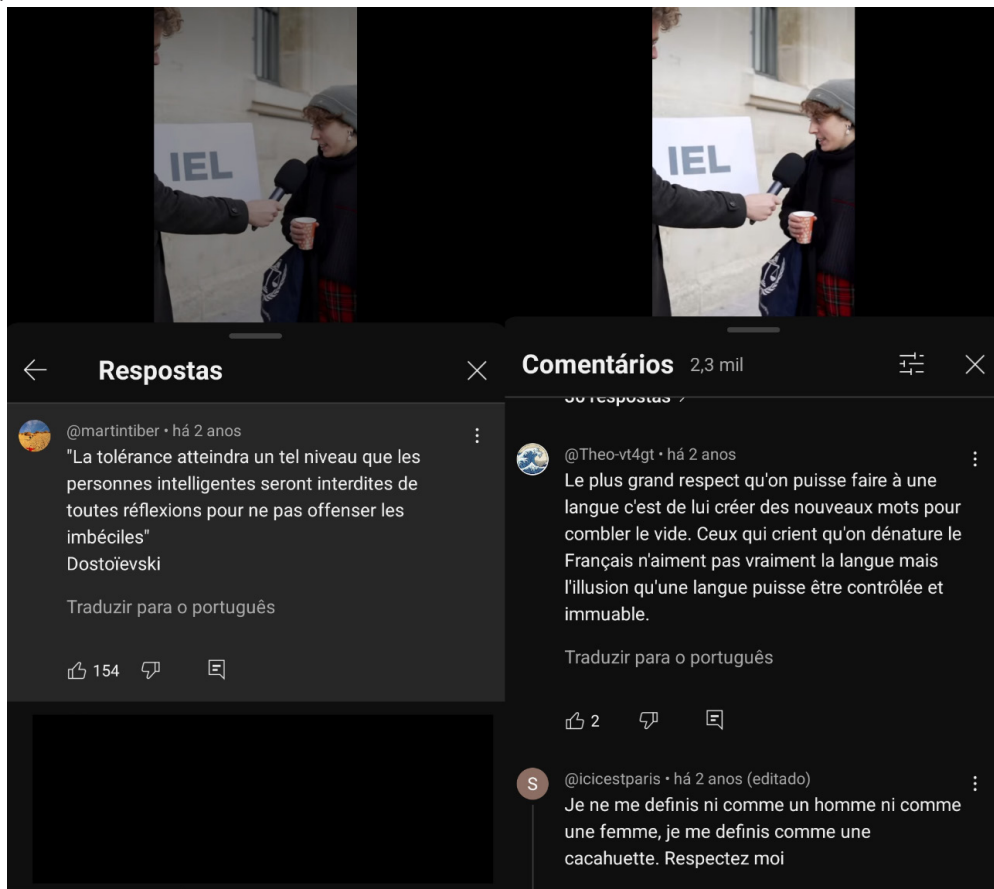 IEL
Respostas
@martintiber • há 2 anos
"La tolérance atteindra un tel niveau que les
personnes intelligentes seront interdites de
toutes réflexions pour ne pas offenser les
imbéciles"
Dostoïevski
Traduzir para o português
154
IEL
Comentários 2,3 mil
30 respostas
@Theo-vt4gt • há 2 anos
Le plus grand respect qu'on puisse faire à une
langue c'est de lui créer des nouveaux mots pour
combler le vide. Ceux qui crient qu'on dénature le
Français n'aiment pas vraiment la langue mais
l'illusion qu'une langue puisse être contrôlée et
immuable.
Traduzir para o português
2
S
@icicestparis • há 2 anos (editado)
Je ne me definis ni comme un homme ni comme
une femme, je me definis comme une
cacahuette. Respectez moi